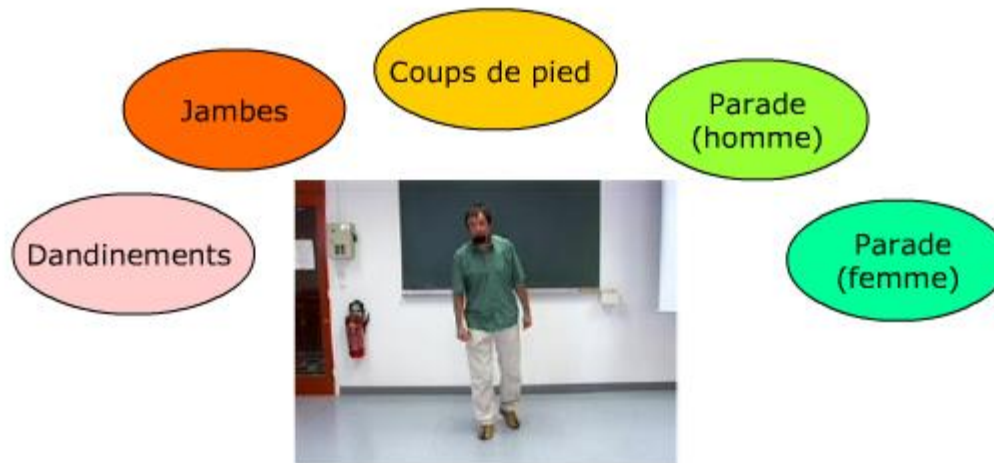 Coups de pied
Jambes
Parade
(homme)
Dandinements
Parade
(femme)